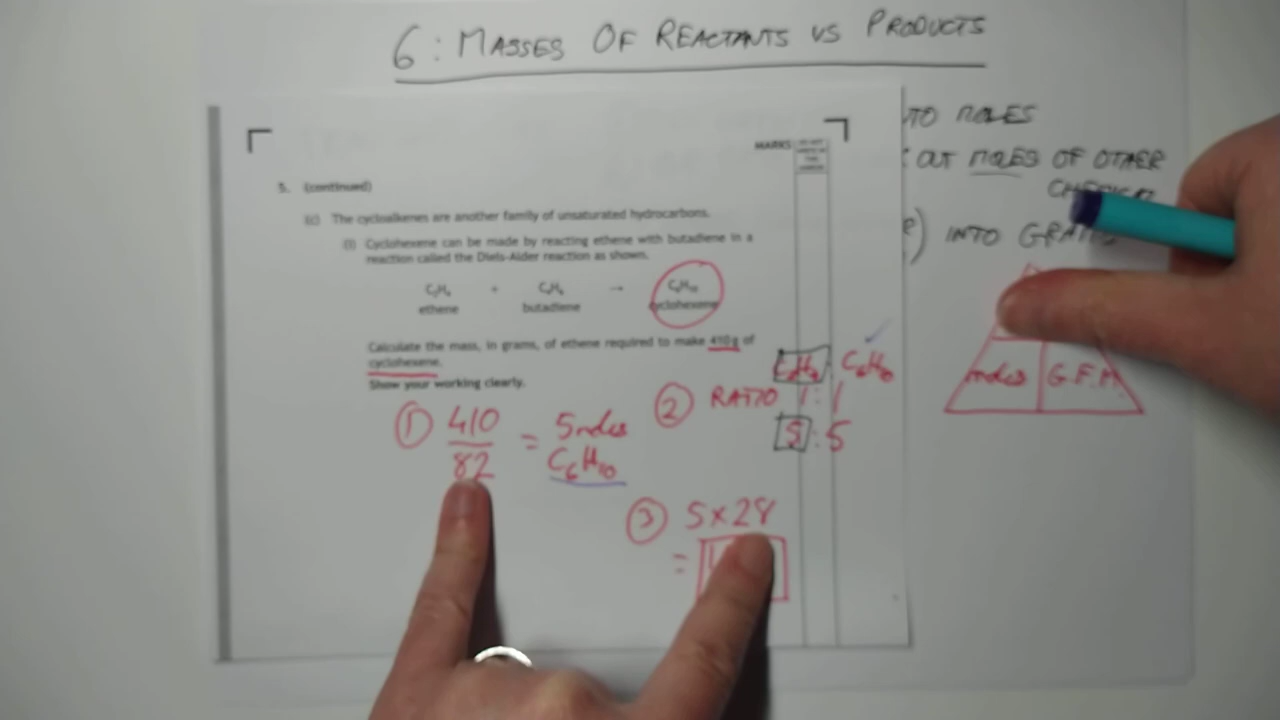 6 : MASSES OF REACTANTS VS PRODUCTS
TO MOLES
OUT MOLES OF OTHER
INTO GRAMS
MARKS
5. (continued)
(c) The cycloalkenes are another family of unsaturated hydrocarbons.
(i) Cyclohexene can be made by reacting ethene with butadiene in a
reaction called the Diels-Alder reaction as shown.
C₂H₄ + C₄H₆ → C₆H₁₀
ethene butadiene cyclohexene
Calculate the mass, in grams, of ethene required to make 410 g of
cyclohexene.
Show your working clearly.
① 410
82
= 5 moles
C₆H₁₀
② RATIO
C₂H₄ : C₆H₁₀
1 : 1
5 : 5
③ 5 × 28
=
moles G.F.M